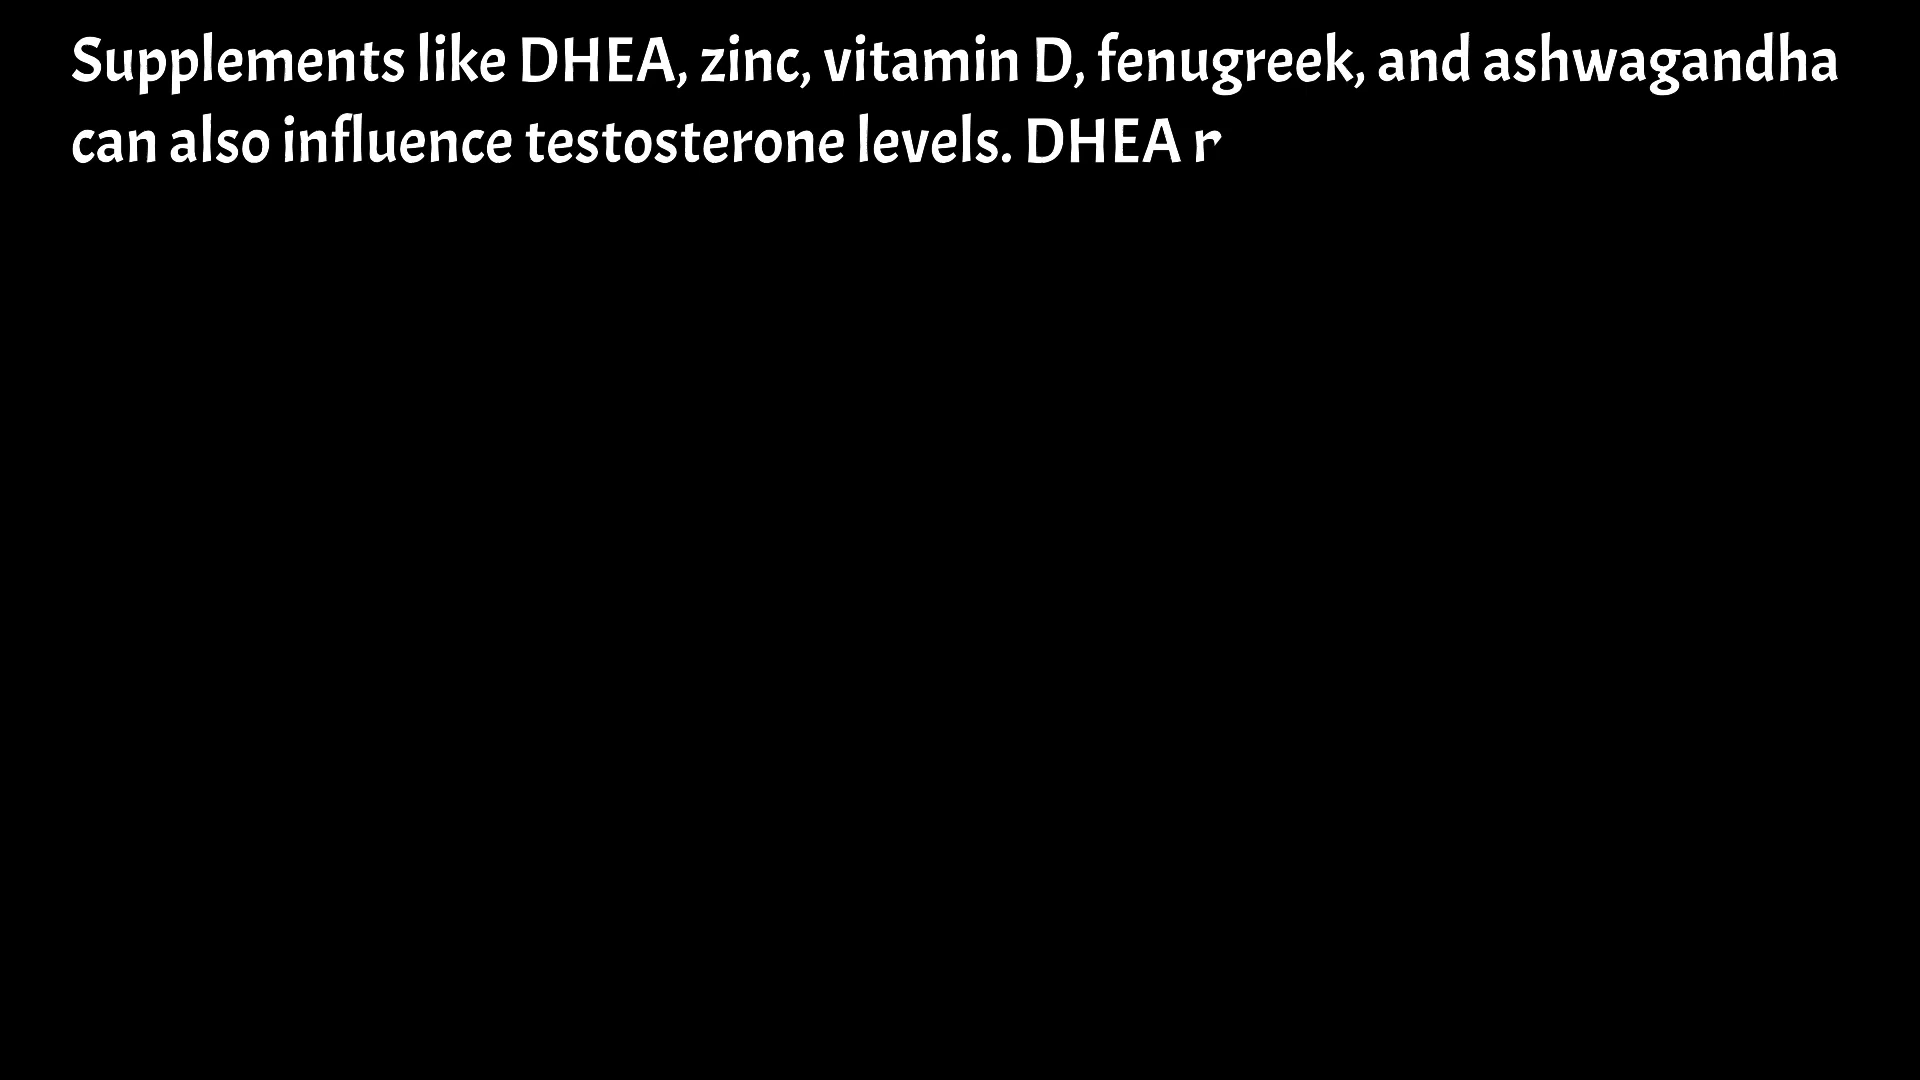 Supplements like DHEA, zinc, vitamin D, fenugreek, and ashwagandha
can also influence testosterone levels. DHEA r